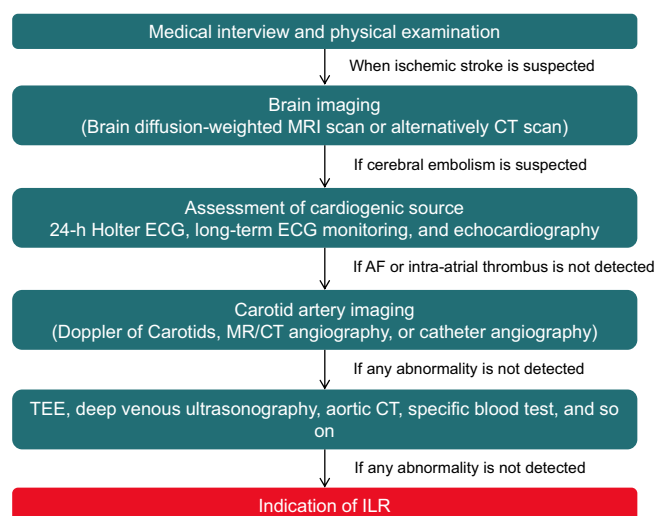 Medical interview and physical examination
When ischemic stroke is suspected
Brain imaging
(Brain diffusion-weighted MRI scan or alternatively CT scan)
If cerebral embolism is suspected
Assessment of cardiogenic source
24-h Holter ECG, long-term ECG monitoring, and echocardiography
If AF or intra-atrial thrombus is not detected
Carotid artery imaging
(Doppler of Carotids, MR/CT angiography, or catheter angiography)
If any abnormality is not detected
TEE, deep venous ultrasonography, aortic CT, specific blood test, and so
on
If any abnormality is not detected
Indication of ILR